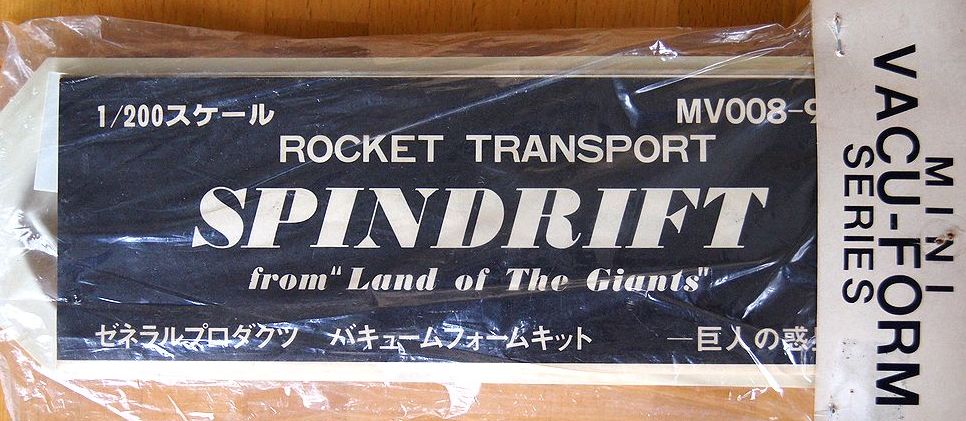 1/200スケール
MV008-9
ROCKET TRANSPORT
SPINDRIFT
from "Land of The Giants"
ゼネラルプロダクツ バキュームフォームキット
—巨人の惑
MINI
VACU-FORM
SERIES